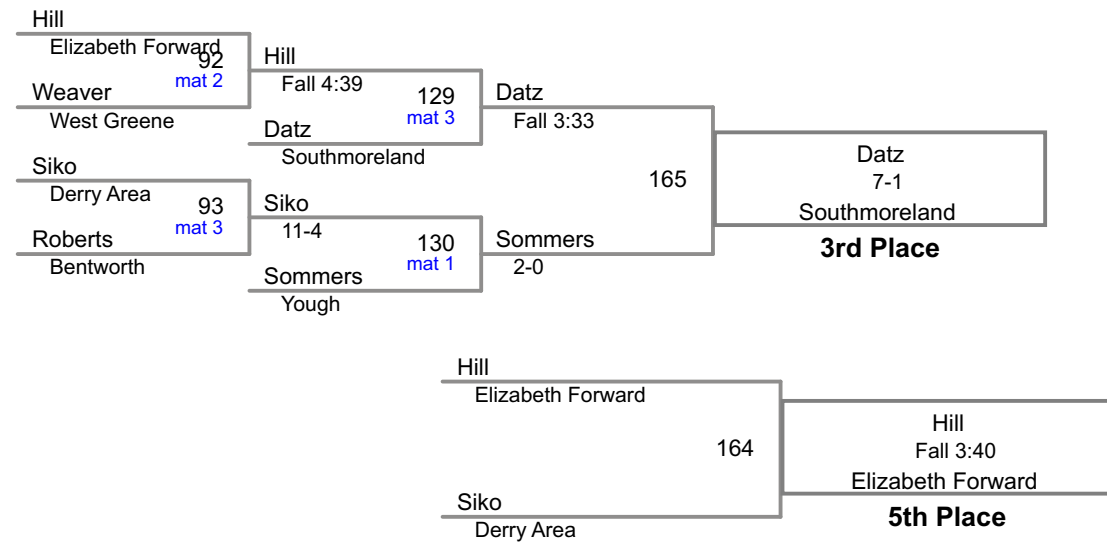 Hill
Elizabeth Forward
92
mat 2
Weaver
West Greene
Siko
Derry Area
93
mat 3
Roberts
Bentworth
Hill
Fall 4:39
129
mat 3
Datz
Southmoreland
Siko
11-4
130
mat 1
Sommers
Yough
Datz
Fall 3:33
165
Sommers
2-0
Datz
7-1
Southmoreland
3rd Place
Hill
Elizabeth Forward
164
Siko
Derry Area
Hill
Fall 3:40
Elizabeth Forward
5th Place